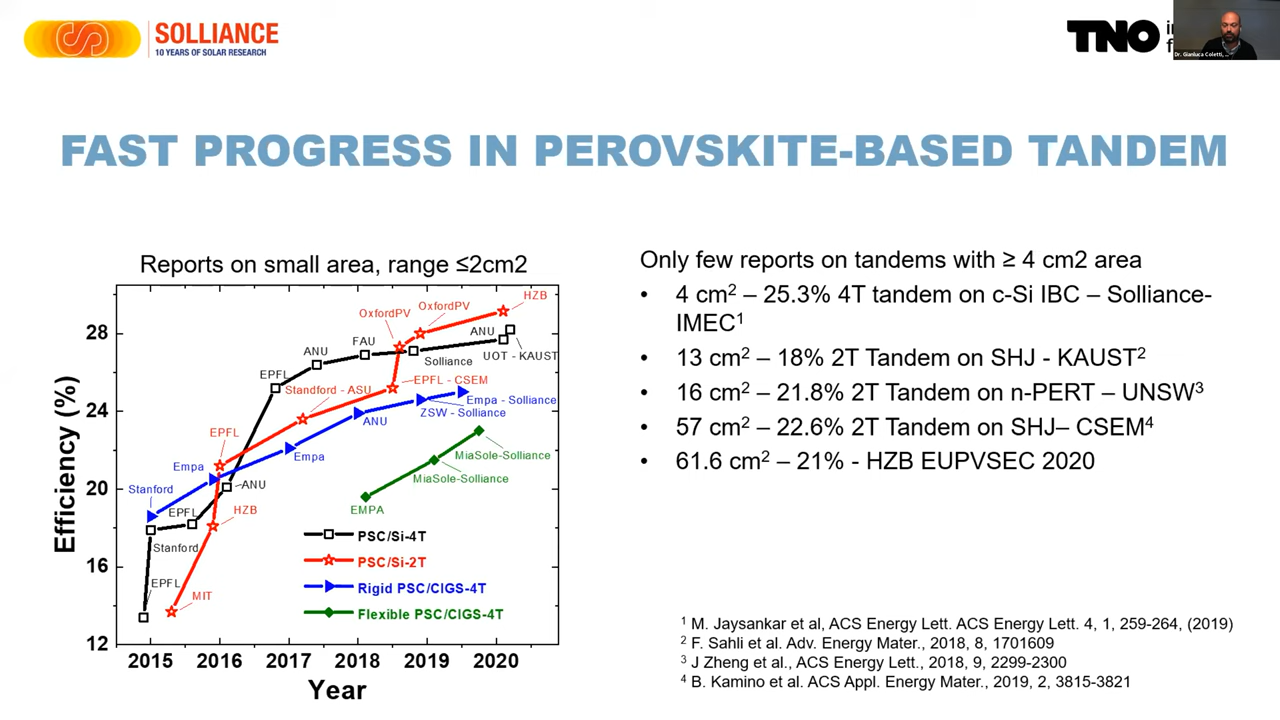 SOLLIANCE
10 YEARS OF SOLAR RESEARCH
TNO
Dr. Gianluca Coletti, ...
FAST PROGRESS IN PEROVSKITE-BASED TANDEM
Reports on small area, range ≤2cm2
Efficiency (%)
28
24
20
16
12
2015 2016 2017 2018 2019 2020
Year
HZB
OxfordPV
OxfordPV
ANU
FAU
ANU
UOT - KAUST
Solliance
EPFL
Standford - ASU
EPFL - CSEM
Empa - Solliance
ZSW - Solliance
ANU
EPFL
Empa
Empa
Stanford
ANU
MiaSole-Solliance
MiaSole-Solliance
EMPA
EPFL
HZB
Stanford
EPFL
MIT
PSC/Si-4T
PSC/Si-2T
Rigid PSC/CIGS-4T
Flexible PSC/CIGS-4T
Only few reports on tandems with ≥ 4 cm2 area
• 4 cm² – 25.3% 4T tandem on c-Si IBC – Solliance-
IMEC¹
• 13 cm² – 18% 2T Tandem on SHJ - KAUST²
• 16 cm² – 21.8% 2T Tandem on n-PERT – UNSW³
• 57 cm² – 22.6% 2T Tandem on SHJ– CSEM⁴
• 61.6 cm² – 21% - HZB EUPVSEC 2020
¹ M. Jaysankar et al, ACS Energy Lett. ACS Energy Lett. 4, 1, 259-264, (2019)
² F. Sahli et al. Adv. Energy Mater., 2018, 8, 1701609
³ J Zheng et al., ACS Energy Lett., 2018, 9, 2299-2300
⁴ B. Kamino et al. ACS Appl. Energy Mater., 2019, 2, 3815-3821